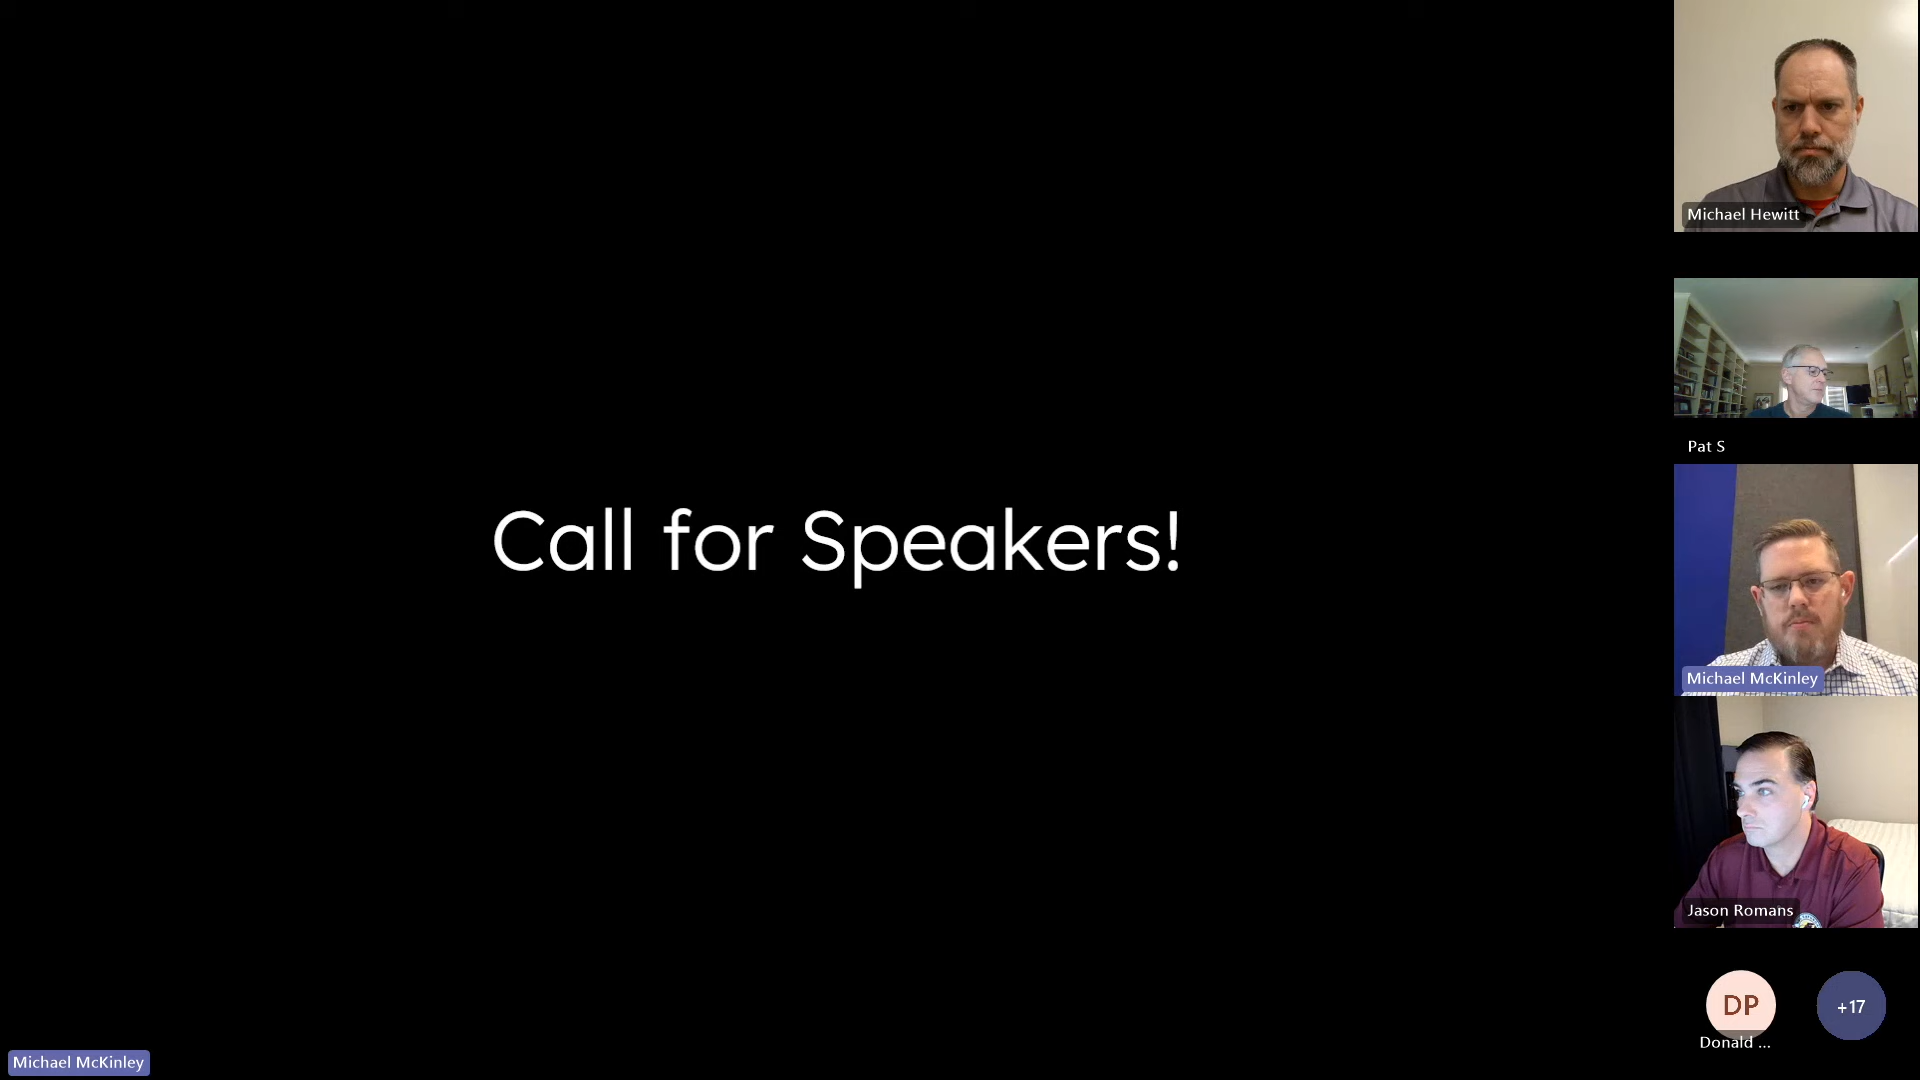 Call for Speakers!
Michael Hewitt
Pat S
Michael McKinley
Jason Romans
DP
+17
Donald ...
Michael McKinley